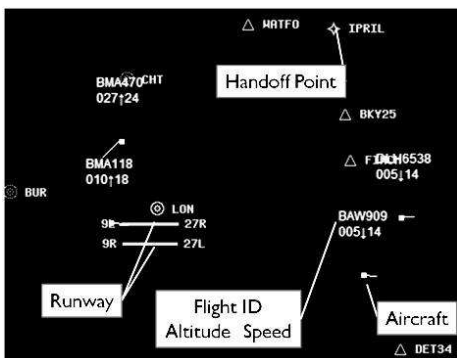 WATFO
IPRIL
CHT
BMA470
027↑24
Handoff Point
BKY25
BMA118
010↑18
6538
005↓14
BUR
LON
27R
9R
27L
BAW909
005↓14
Runway
Flight ID
Altitude Speed
Aircraft
DET34